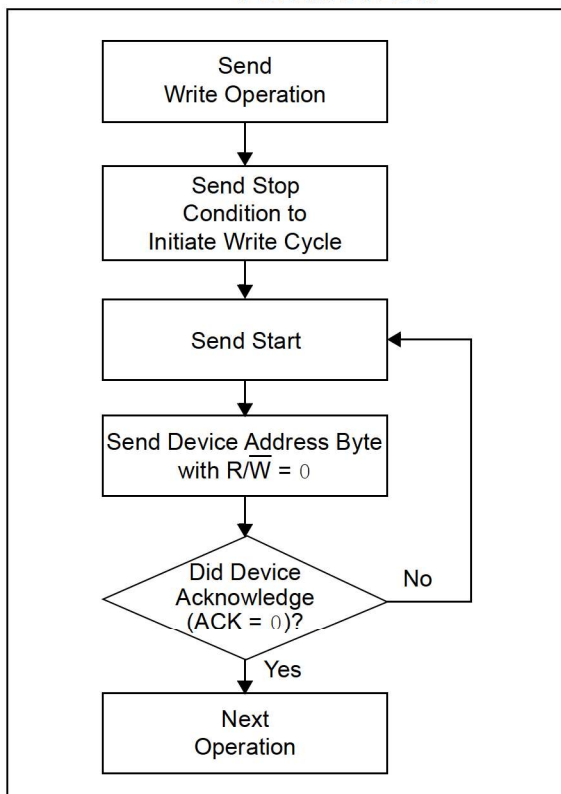 Send
Write Operation
Send Stop
Condition to
Initiate Write Cycle
Send Start
Send Device Address Byte
with R/W̅ = 0
Did Device
Acknowledge
(ACK = 0)?
No
Yes
Next
Operation